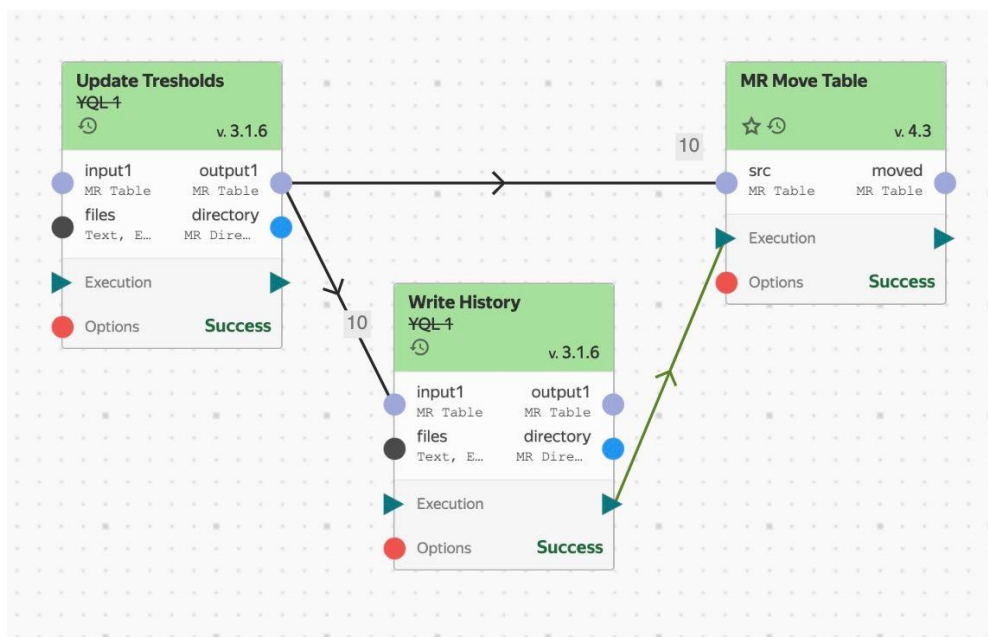 Update Tresholds
YQL 1
v. 3.1.6
input1 output1
MR Table MR Table
files directory
Text, E… MR Dire…
Execution
Options Success
10
10
Write History
YQL 1
v. 3.1.6
input1 output1
MR Table MR Table
files directory
Text, E… MR Dire…
Execution
Options Success
MR Move Table
v. 4.3
src moved
MR Table MR Table
Execution
Options Success